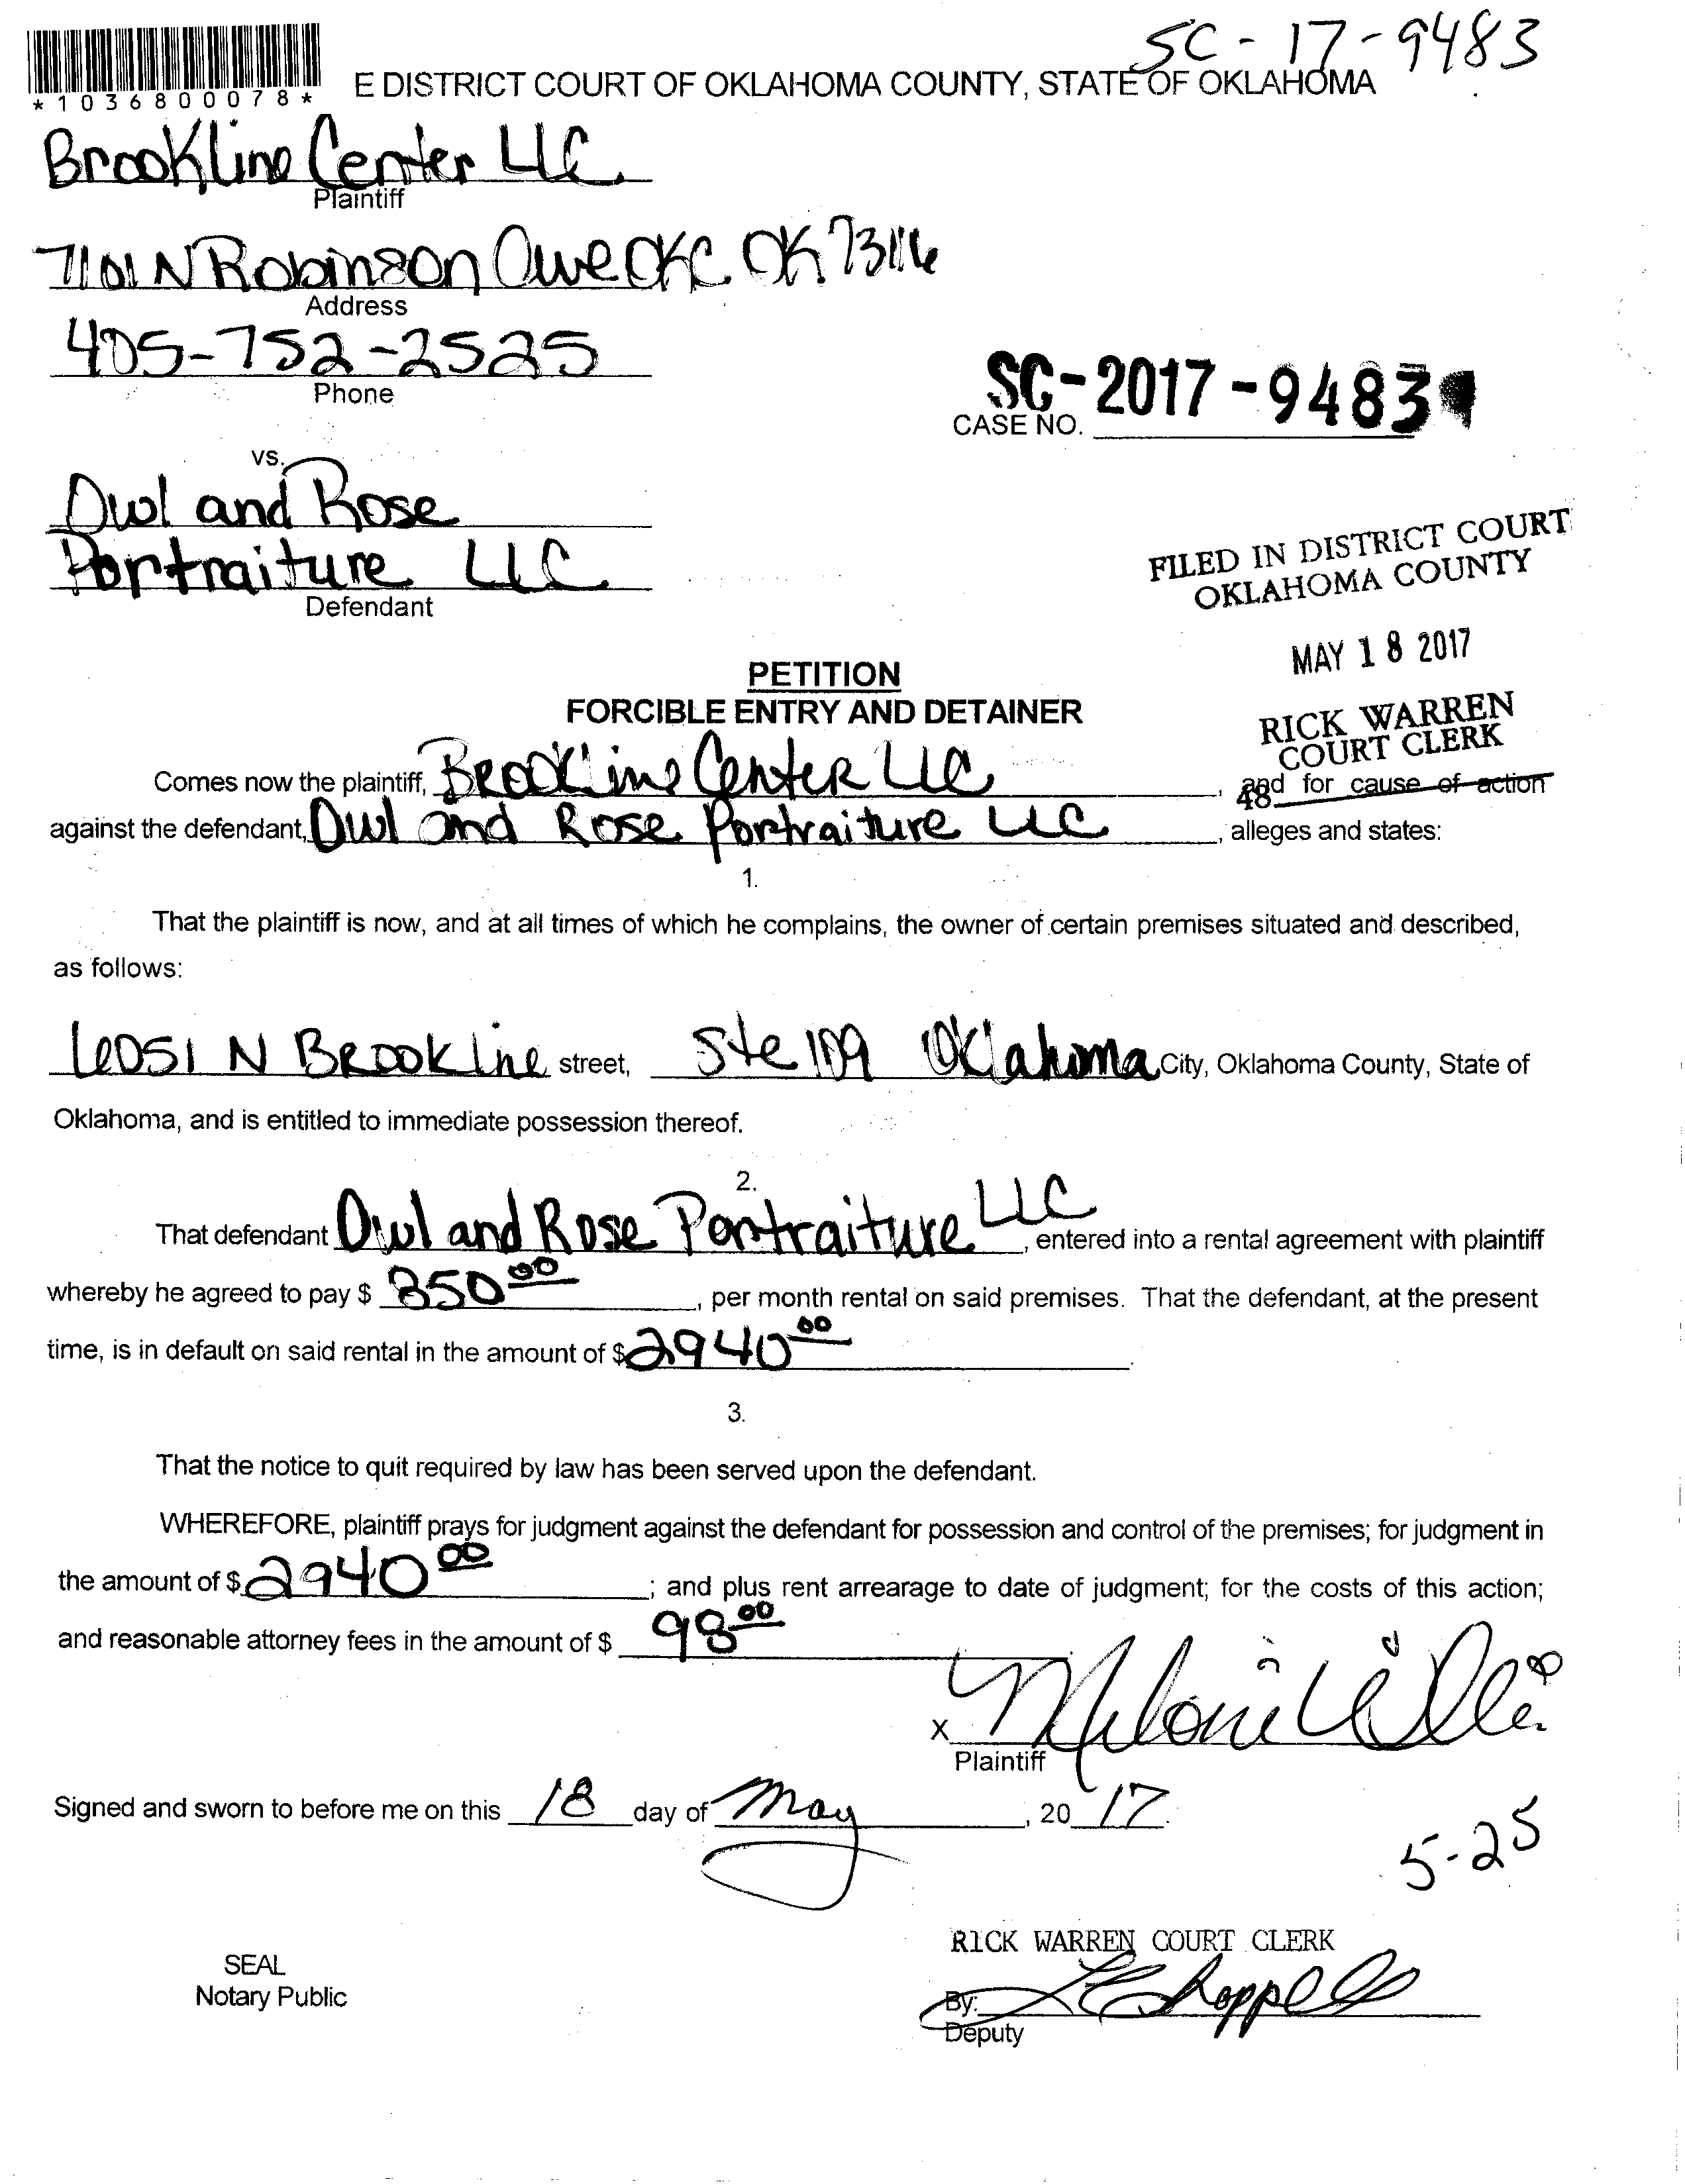 SC-17-9483
*1036800078*
E DISTRICT COURT OF OKLAHOMA COUNTY, STATE OF OKLAHOMA
Brookline Center LLC
Plaintiff
7101 N Robinson Ave OKC OK 73116
Address
405-752-2525
Phone
SC-2017-9483
CASE NO.
vs.
Owl and Rose
Portraiture LLC
Defendant
FILED IN DISTRICT COURT
OKLAHOMA COUNTY
MAY 18 2017
RICK WARREN
COURT CLERK
48
PETITION
FORCIBLE ENTRY AND DETAINER
Comes now the plaintiff, Brookline Center LLC, and for cause of action
against the defendant, Owl and Rose Portraiture LLC, alleges and states:
1.
That the plaintiff is now, and at all times of which he complains, the owner of certain premises situated and described,
as follows:
6051 N Brookline street, Ste 109 Oklahoma City, Oklahoma County, State of
Oklahoma, and is entitled to immediate possession thereof.
2.
That defendant Owl and Rose Portraiture LLC, entered into a rental agreement with plaintiff
whereby he agreed to pay $ 850.00, per month rental on said premises. That the defendant, at the present
time, is in default on said rental in the amount of $2940.00.
3.
That the notice to quit required by law has been served upon the defendant.
WHEREFORE, plaintiff prays for judgment against the defendant for possession and control of the premises; for judgment in
the amount of $2940.00; and plus rent arrearage to date of judgment; for the costs of this action;
and reasonable attorney fees in the amount of $ 98.00
X
Plaintiff
Signed and sworn to before me on this 18 day of May, 2017.
5-25
RICK WARREN COURT CLERK
SEAL
Notary Public
By:
Deputy